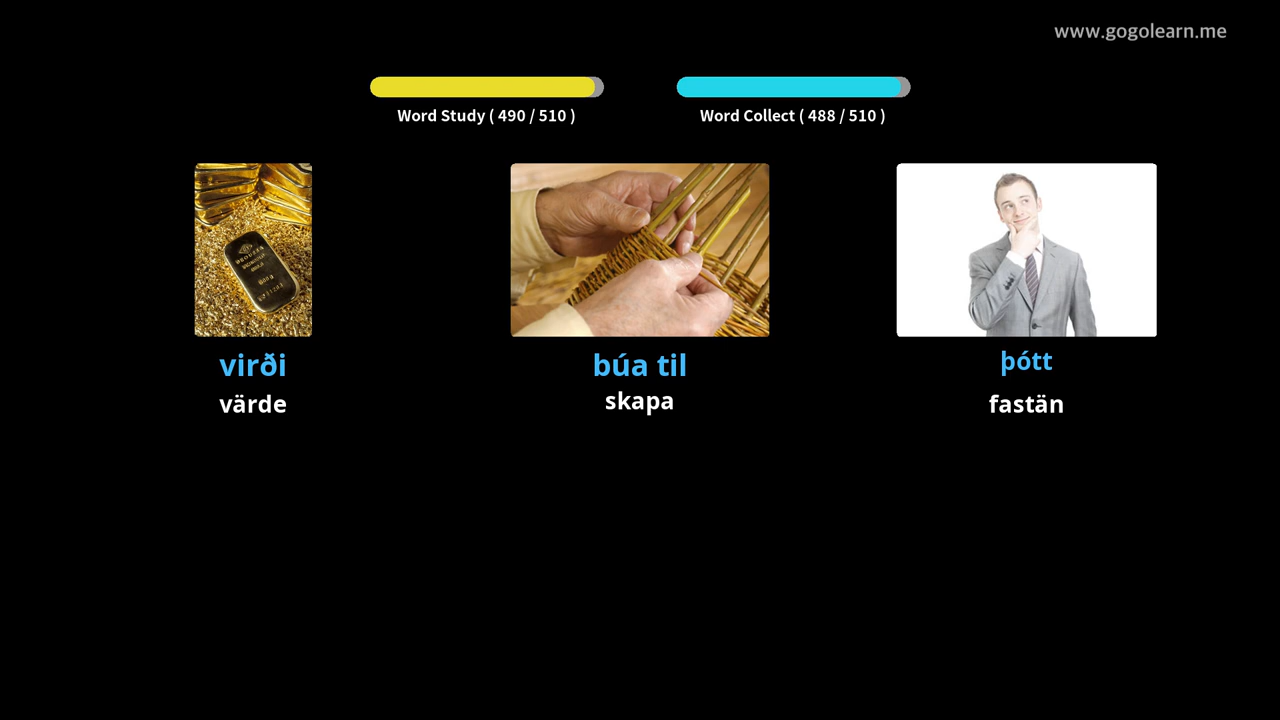 www.gogolearn.me
Word Study ( 490 / 510 )
Word Collect ( 488 / 510 )
virði
värde
búa til
skapa
þótt
fastän